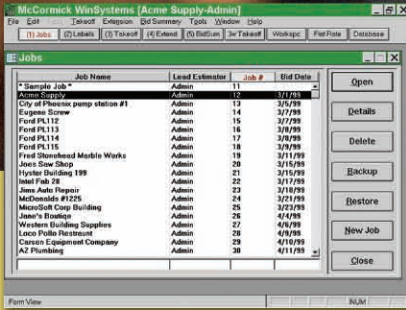 McCormick WinSystems [Acme Supply-Admin]
File Edit Takeoff Extension Bid Summary Tools Window Help
(1) Jobs (2) Labels (3) Takeoff (4) Extend (5) BidSum 3w Takeoff Workspc Flat Rate Database
Jobs
Job Name Lead Estimator Job # Bid Date
* Sample Job * Admin 11
Acme Supply Admin 12 3/1/99
City of Phoenix pump station #1 Admin 13 3/5/99
Eugene Screw Admin 14 3/7/99
Ford PL112 Admin 15 3/7/99
Ford PL113 Admin 16 3/8/99
Ford PL114 Admin 17 3/8/99
Ford PL115 Admin 18 3/9/99
Fred Stonehead Marble Works Admin 19 3/11/99
Joes Saw Shop Admin 20 3/15/99
Hyster Building 199 Admin 21 3/15/99
Intel Fab 28 Admin 22 3/17/99
Jims Auto Repair Admin 23 3/18/99
McDonalds #1225 Admin 24 3/21/99
MicroSoft Corp Building Admin 25 3/23/99
Jane's Boutiqe Admin 26 4/4/99
Western Building Supplies Admin 27 4/6/99
Loco Pollo Restraunt Admin 28 4/9/99
Carson Equipment Company Admin 29 4/10/99
AZ Plumbing Admin 30 4/11/99
Open
Details
Delete
Backup
Restore
New Job
Close
Form View NUM